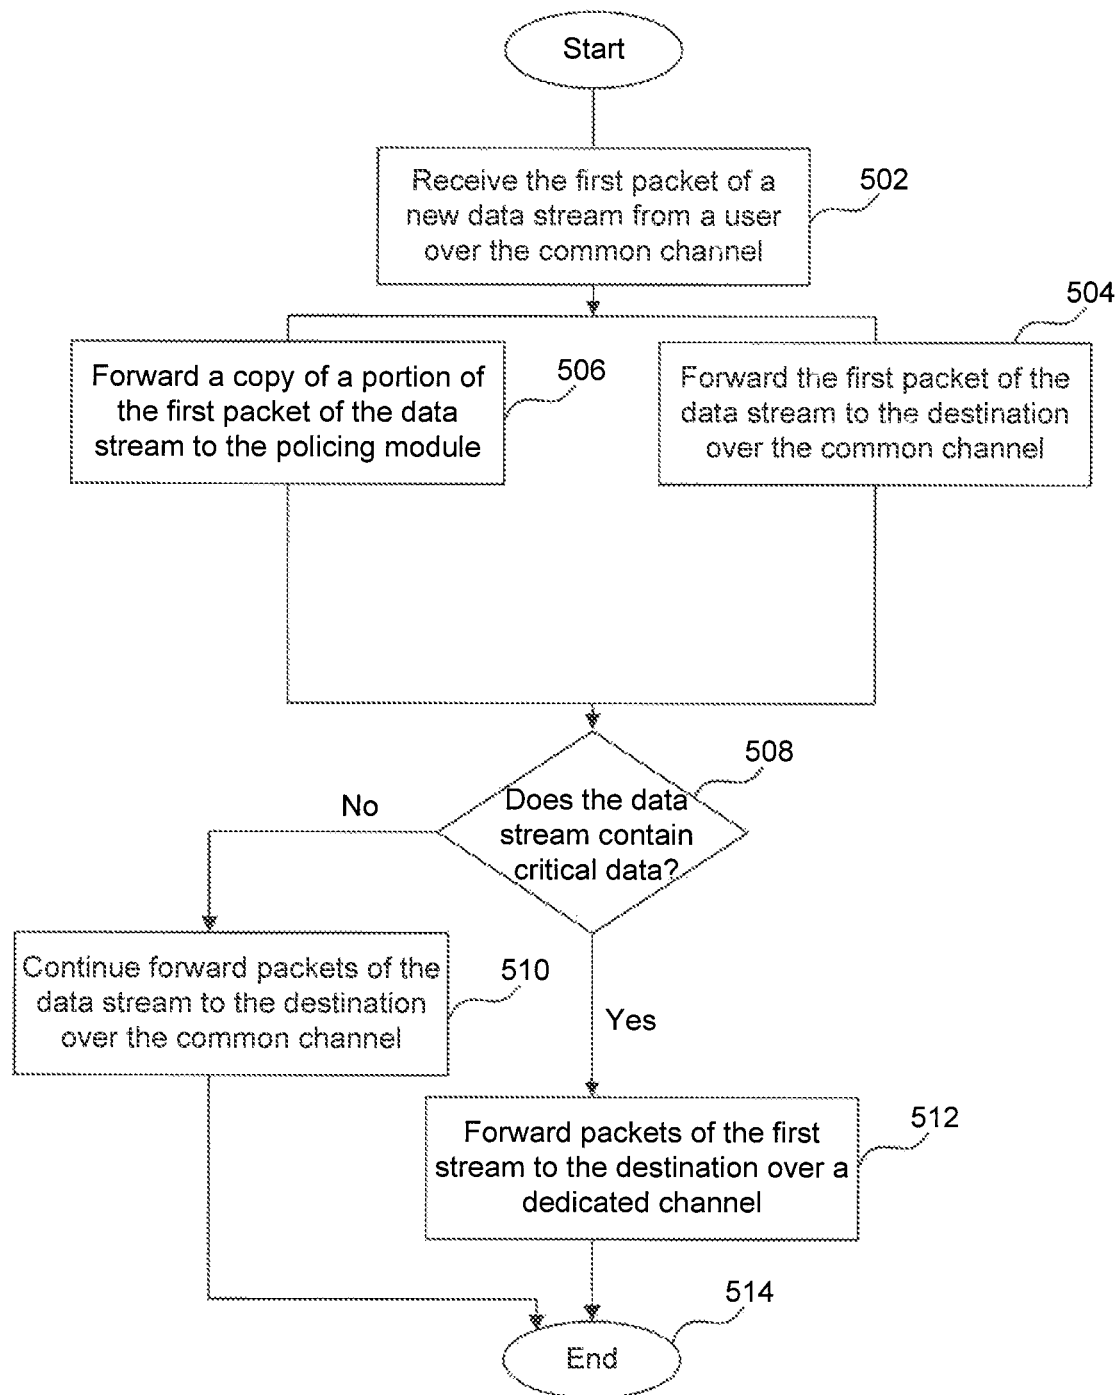 Start
Receive the first packet of a
new data stream from a user
over the common channel
502
504
Forward a copy of a portion of
the first packet of the data
stream to the policing module
506
Forward the first packet of the
data stream to the destination
over the common channel
508
Does the data
stream contain
critical data?
No
Continue forward packets of the
data stream to the destination
over the common channel
510
Yes
Forward packets of the first
stream to the destination over a
dedicated channel
512
514
End